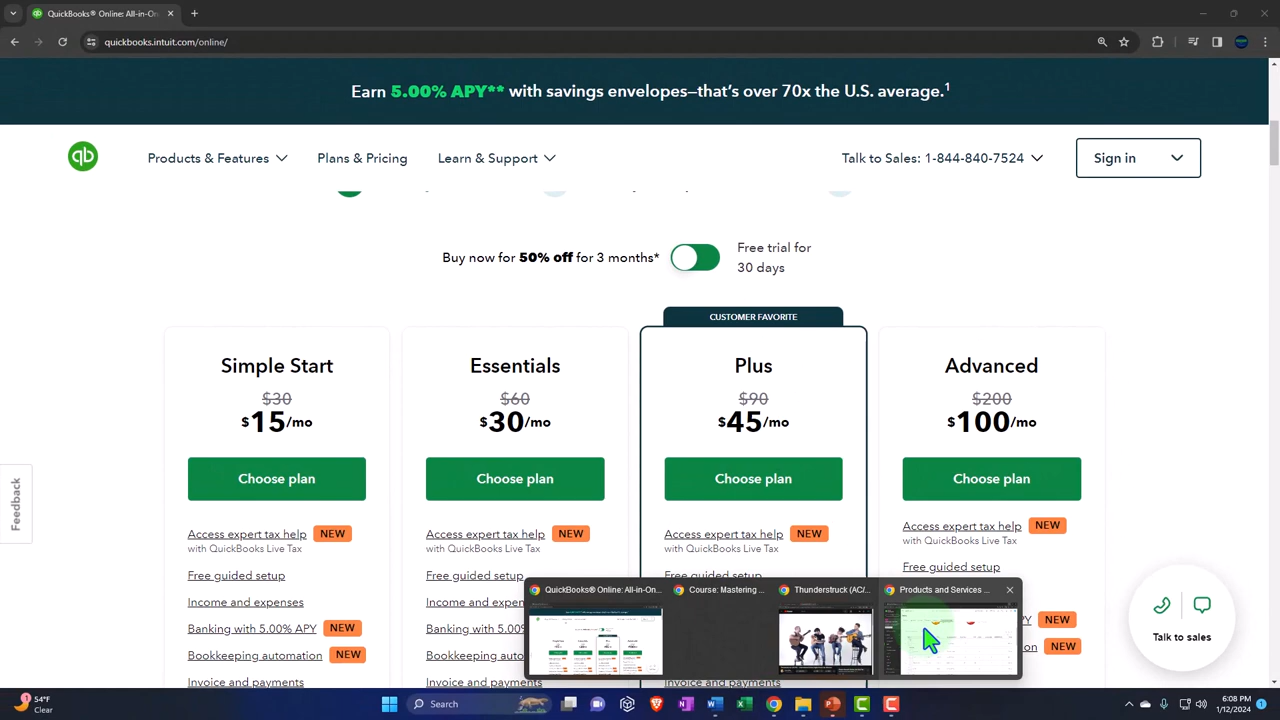 QuickBooks® Online: All-in-On...
quickbooks.intuit.com/online/
Earn 5.00% APY** with savings envelopes—that's over 70x the U.S. average.¹
qb
Products & Features
Plans & Pricing
Learn & Support
Talk to Sales: 1-844-840-7524
Sign in
Buy now for 50% off for 3 months*
Free trial for
30 days
CUSTOMER FAVORITE
Simple Start
$30
$15/mo
Choose plan
Access expert tax help NEW
with QuickBooks Live Tax
Free guided setup
Income and expenses
Banking with 5.00% APY NEW
Bookkeeping automation NEW
Invoice and payments
Essentials
$60
$30/mo
Choose plan
Access expert tax help NEW
with QuickBooks Live Tax
Free guided setup
Income and expen
Banking with 5.00%
Bookkeeping auto
Invoice and paym
Plus
$90
$45/mo
Choose plan
Access expert tax help NEW
with QuickBooks Live Tax
Free guided setup
Advanced
$200
$100/mo
Choose plan
Access expert tax help NEW
with QuickBooks Live Tax
Free guided setup
NEW
on NEW
Feedback
Talk to sales
QuickBooks® Online: All-in-On...
Course: Mastering ...
Thunderstruck (AC/...
Products and Services ...
54°F
Clear
Search
6:08 PM
1/12/2024